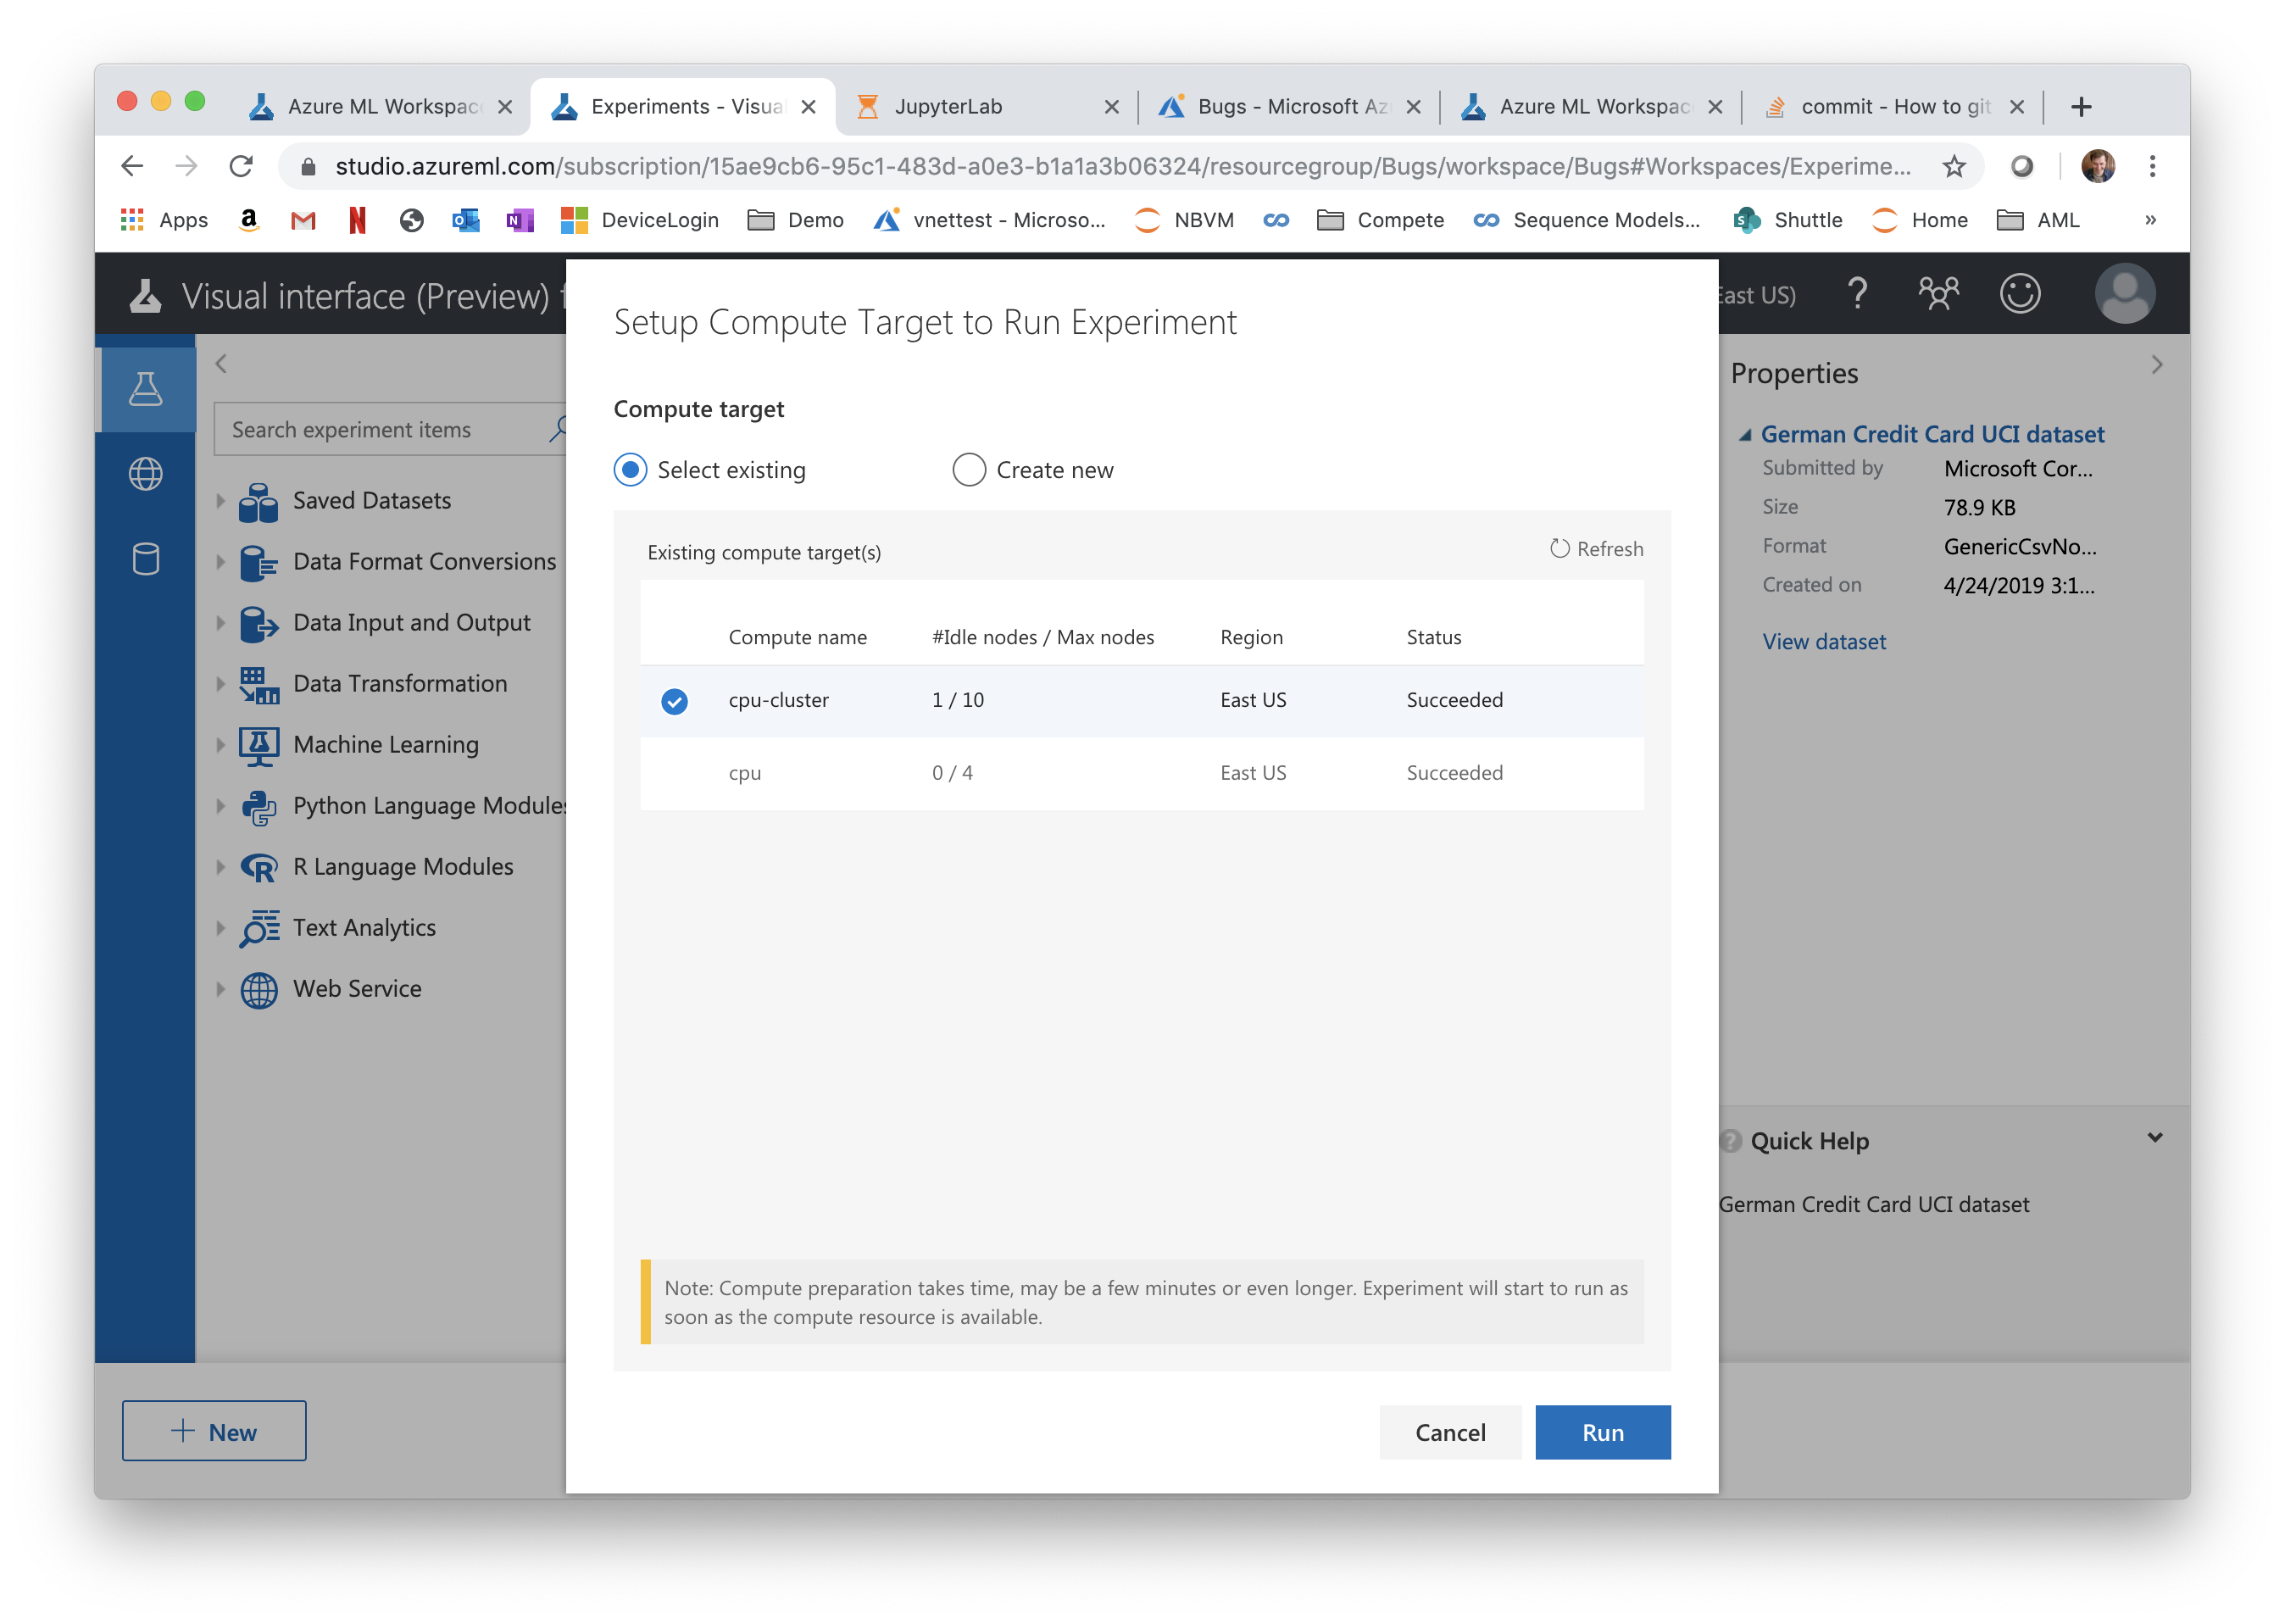 Azure ML Workspac
Experiments - Visua
JupyterLab
Bugs - Microsoft Az
Azure ML Workspac
commit - How to git
studio.azureml.com/subscription/15ae9cb6-95c1-483d-a0e3-b1a1a3b06324/resourcegroup/Bugs/workspace/Bugs#Workspaces/Experime...
Apps
DeviceLogin
Demo
vnettest - Microso...
NBVM
Compete
Sequence Models...
Shuttle
Home
AML
»
Visual interface (Preview)
East US)
Search experiment items
Saved Datasets
Data Format Conversions
Data Input and Output
Data Transformation
Machine Learning
Python Language Modules
R Language Modules
Text Analytics
Web Service
New
Setup Compute Target to Run Experiment
Compute target
Select existing
Create new
Existing compute target(s)
Refresh
Compute name #Idle nodes / Max nodes Region Status
cpu-cluster 1 / 10 East US Succeeded
cpu 0 / 4 East US Succeeded
Note: Compute preparation takes time, may be a few minutes or even longer. Experiment will start to run as
soon as the compute resource is available.
Cancel
Run
Properties
German Credit Card UCI dataset
Submitted by Microsoft Cor...
Size 78.9 KB
Format GenericCsvNo...
Created on 4/24/2019 3:1...
View dataset
Quick Help
German Credit Card UCI dataset